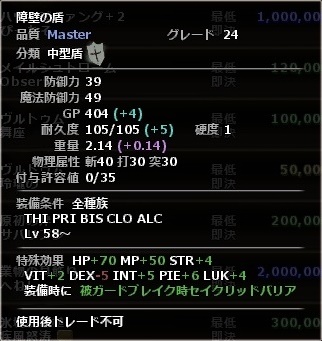 障壁の盾
品質 Master グレード 24
分類 中型盾
防御力 39
魔法防御力 49
GP 404 (+4)
耐久度 105/105 (+5) 硬度 1
重量 2.14 (+0.14)
物理属性 斬40 打30 突30
付与許容値 0/35
装備条件 全種族
THI PRI BIS CLO ALC
Lv 58～
特殊効果 HP+70 MP+50 STR+4
VIT+2 DEX-5 INT+5 PIE+6 LUK+4
装備時に 被ガードブレイク時セイクリッドバリア
使用後トレード不可